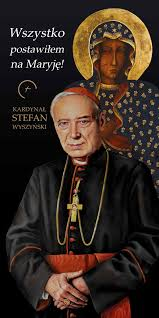 Wszystko
postawiłem
na Maryję!
KARDYNAŁ
STEFAN
WYSZYŃSKI